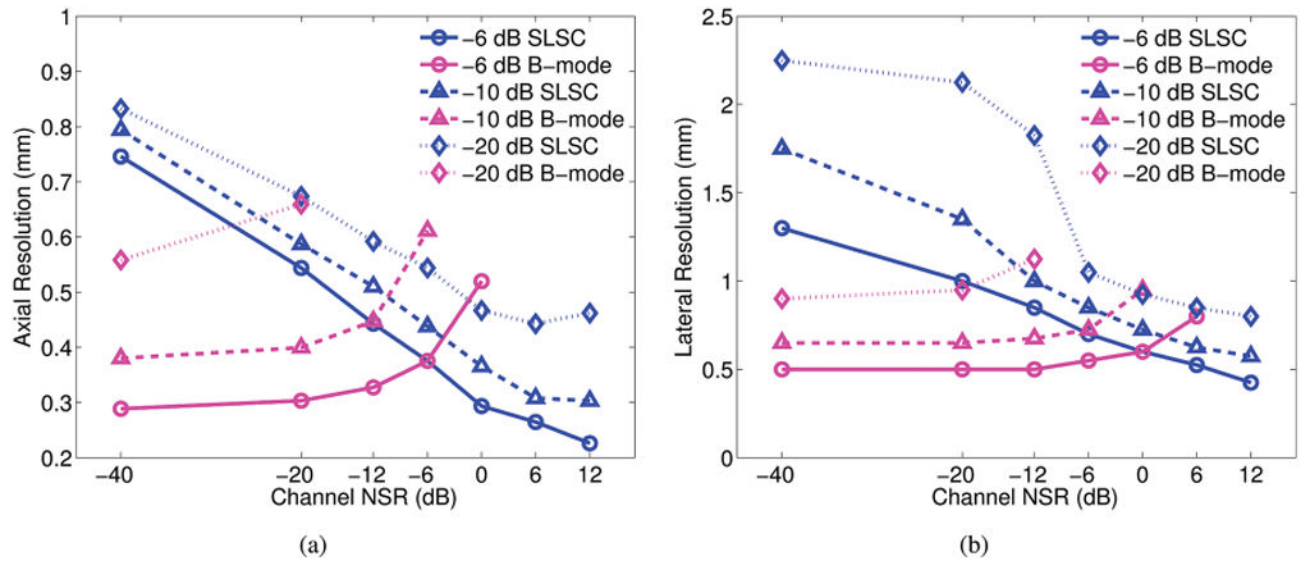 1
0.9
0.8
0.7
0.6
0.5
0.4
0.3
0.2
Axial Resolution (mm)
−6 dB SLSC
−6 dB B-mode
−10 dB SLSC
−10 dB B-mode
−20 dB SLSC
−20 dB B-mode
−40 −20 −12 −6 0 6 12
Channel NSR (dB)
(a)
2.5
2
1.5
1
0.5
0
Lateral Resolution (mm)
−6 dB SLSC
−6 dB B-mode
−10 dB SLSC
−10 dB B-mode
−20 dB SLSC
−20 dB B-mode
−40 −20 −12 −6 0 6 12
Channel NSR (dB)
(b)